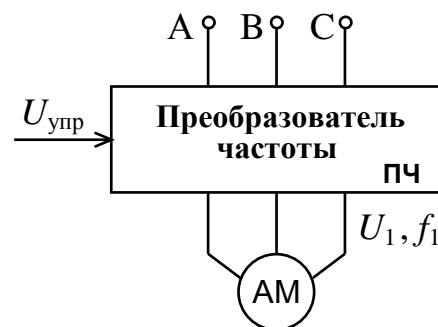 A B C
Uупр
Преобразователь
частоты
ПЧ
U1, f1
АМ